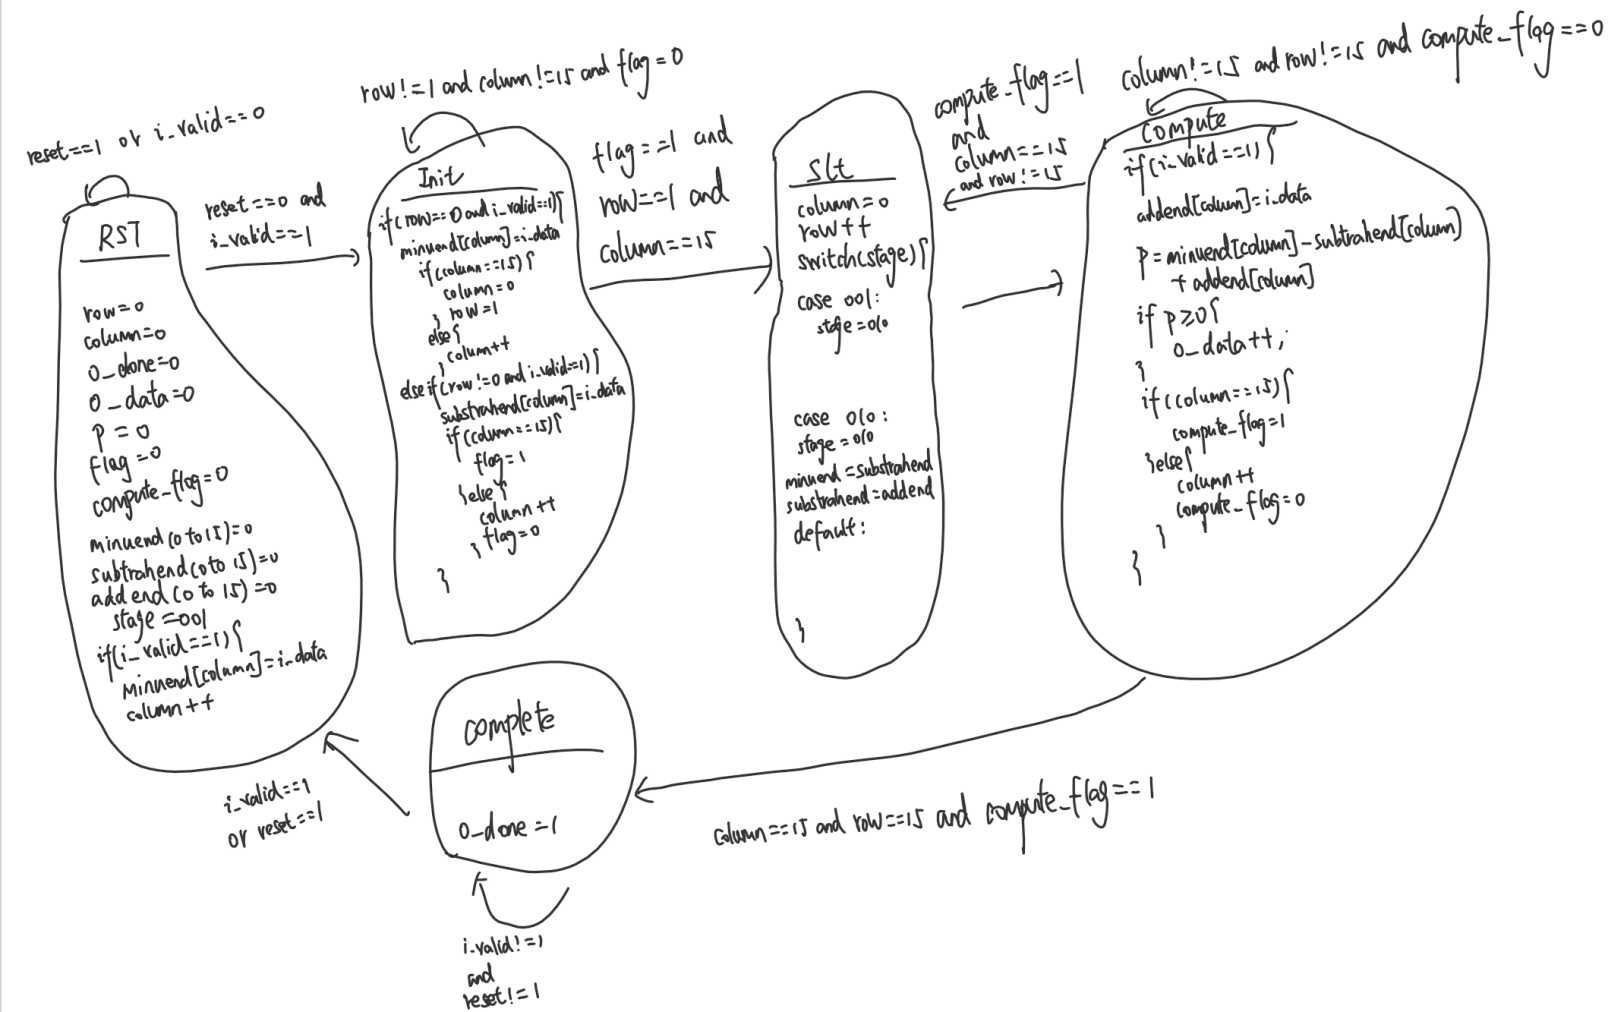 reset==1 or i_valid==0
RST
row=0
column=0
o_done=0
o_data=0
p=0
flag=0
compute_flag=0
minuend(0 to 15)=0
subtrahend(0 to 15)=0
addend(0 to 15)=0
stage=001
if(i_valid==1){
minuend[column]=i_data
column++
reset==0 and
i_valid==1
row!=1 and column!=15 and flag=0
Init
if(row==0 and i_valid==1){
minuend[column]=i_data
if(column==15){
column=0
} row=1
else{
} column++
else if(row!=0 and i_valid==1){
substrahend[column]=i_data
if(column==15){
flag=1
}else{
column++
} flag=0
}
flag==1 and
row==1 and
column==15
slt
column=0
row++
switch(stage){
case 001:
stage=010
case 010:
stage=010
minuend=substrahend
substrahend=addend
default:
}
compute_flag==1
and
column==15
and row!=15
column!=15 and row!=15 and compute_flag==0
compute
if(i_valid==1){
addend[column]=i_data
p=minuend[column]-subtrahend[column]
+addend[column]
if p≥0{
o_data++;
}
if(column==15){
compute_flag=1
}else{
column++
compute_flag=0
}
}
column==15 and row==15 and compute_flag==1
complete
o_done=1
i_valid!=1
and
reset!=1
i_valid==1
or reset==1